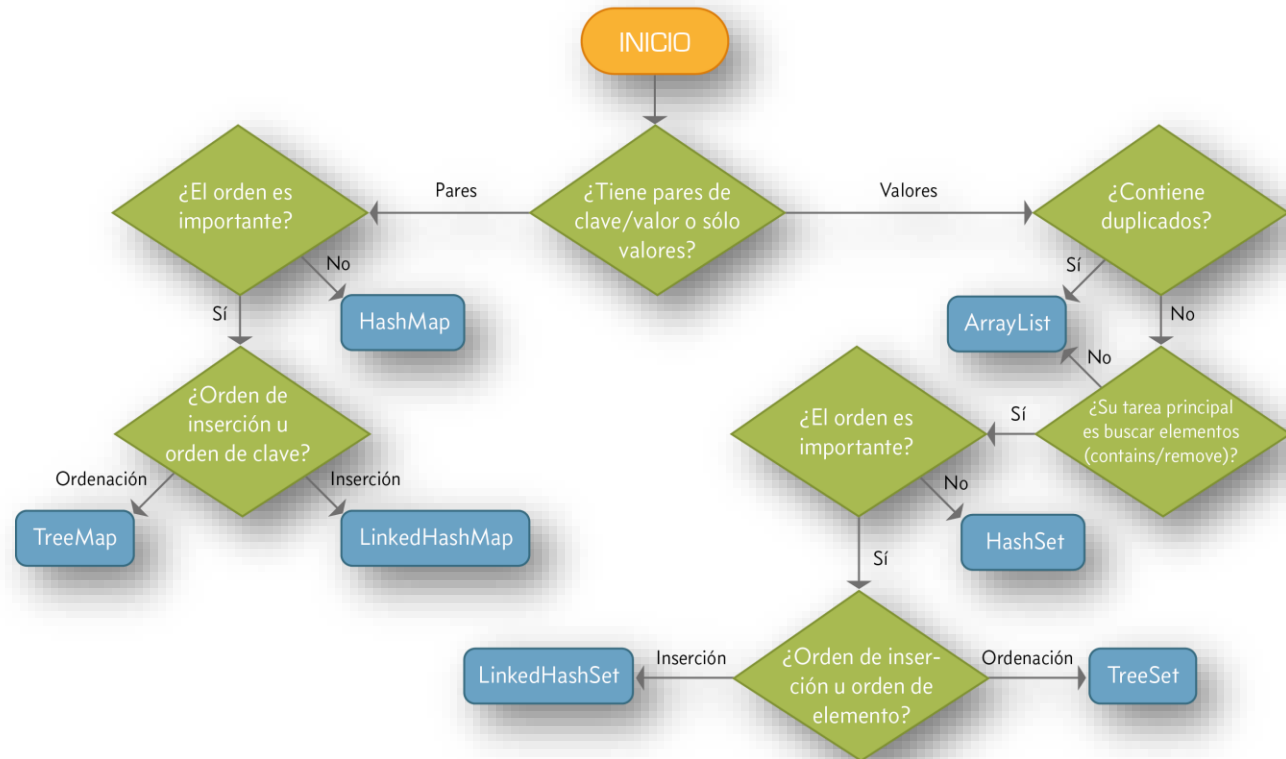 INICIO
¿El orden es
importante?
Pares
¿Tiene pares de
clave/valor o sólo
valores?
Valores
¿Contiene
duplicados?
No
HashMap
Sí
Sí
ArrayList
No
No
¿Orden de
inserción u
orden de clave?
Ordenación
Inserción
TreeMap
LinkedHashMap
¿El orden es
importante?
Sí
¿Su tarea principal
es buscar elementos
(contains/remove)?
No
HashSet
Sí
LinkedHashSet
Inserción
¿Orden de inser-
ción u orden de
elemento?
Ordenación
TreeSet